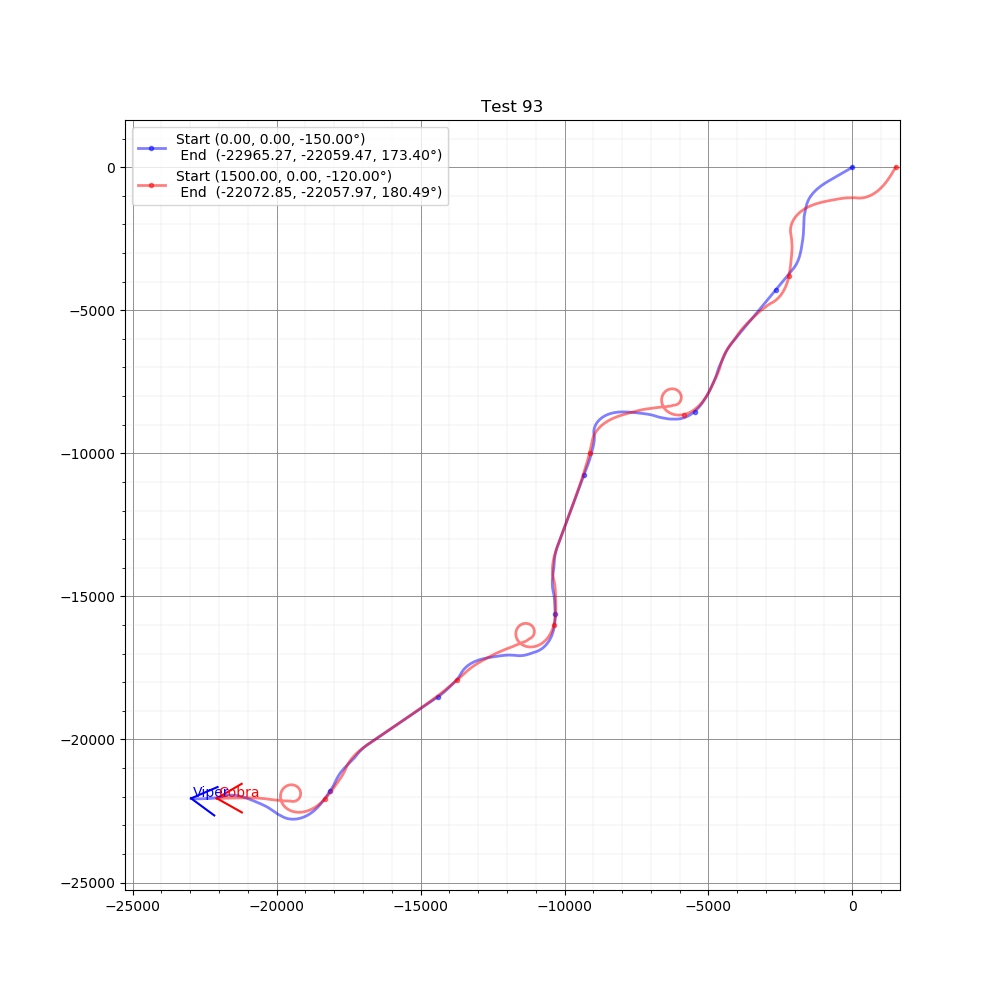 Test 93
Start (0.00, 0.00, -150.00°)
End (-22965.27, -22059.47, 173.40°)
Start (1500.00, 0.00, -120.00°)
End (-22072.85, -22057.97, 180.49°)
0
−5000
−10000
−15000
−20000
−25000
Viper
Cobra
−25000 −20000 −15000 −10000 −5000 0